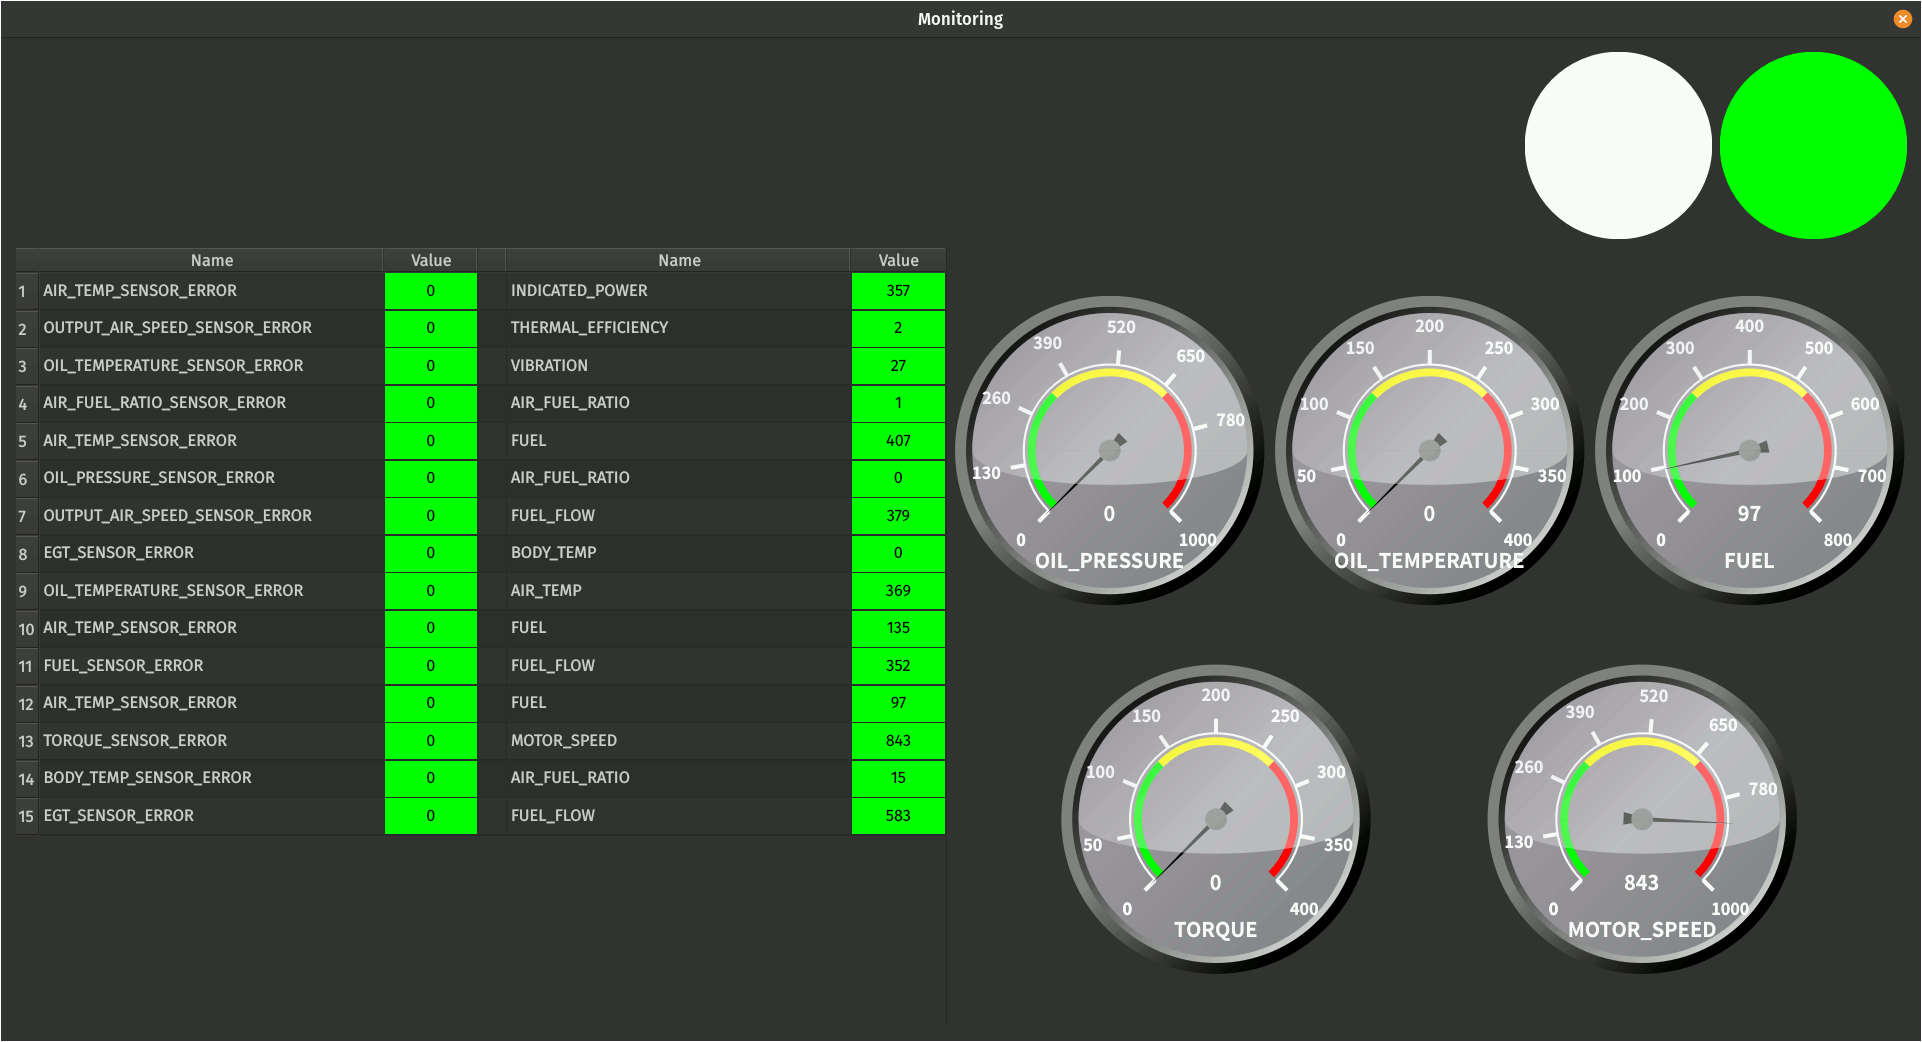 Monitoring
Name Value Name Value
1 AIR_TEMP_SENSOR_ERROR 0 INDICATED_POWER 357
2 OUTPUT_AIR_SPEED_SENSOR_ERROR 0 THERMAL_EFFICIENCY 2
3 OIL_TEMPERATURE_SENSOR_ERROR 0 VIBRATION 27
4 AIR_FUEL_RATIO_SENSOR_ERROR 0 AIR_FUEL_RATIO 1
5 AIR_TEMP_SENSOR_ERROR 0 FUEL 407
6 OIL_PRESSURE_SENSOR_ERROR 0 AIR_FUEL_RATIO 0
7 OUTPUT_AIR_SPEED_SENSOR_ERROR 0 FUEL_FLOW 379
8 EGT_SENSOR_ERROR 0 BODY_TEMP 0
9 OIL_TEMPERATURE_SENSOR_ERROR 0 AIR_TEMP 369
10 AIR_TEMP_SENSOR_ERROR 0 FUEL 135
11 FUEL_SENSOR_ERROR 0 FUEL_FLOW 352
12 AIR_TEMP_SENSOR_ERROR 0 FUEL 97
13 TORQUE_SENSOR_ERROR 0 MOTOR_SPEED 843
14 BODY_TEMP_SENSOR_ERROR 0 AIR_FUEL_RATIO 15
15 EGT_SENSOR_ERROR 0 FUEL_FLOW 583
0 130 260 390 520 650 780 1000
0
OIL_PRESSURE
0 50 100 150 200 250 300 350 400
0
OIL_TEMPERATURE
0 100 200 300 400 500 600 700 800
97
FUEL
0 50 100 150 200 250 300 350 400
0
TORQUE
0 130 260 390 520 650 780 1000
843
MOTOR_SPEED